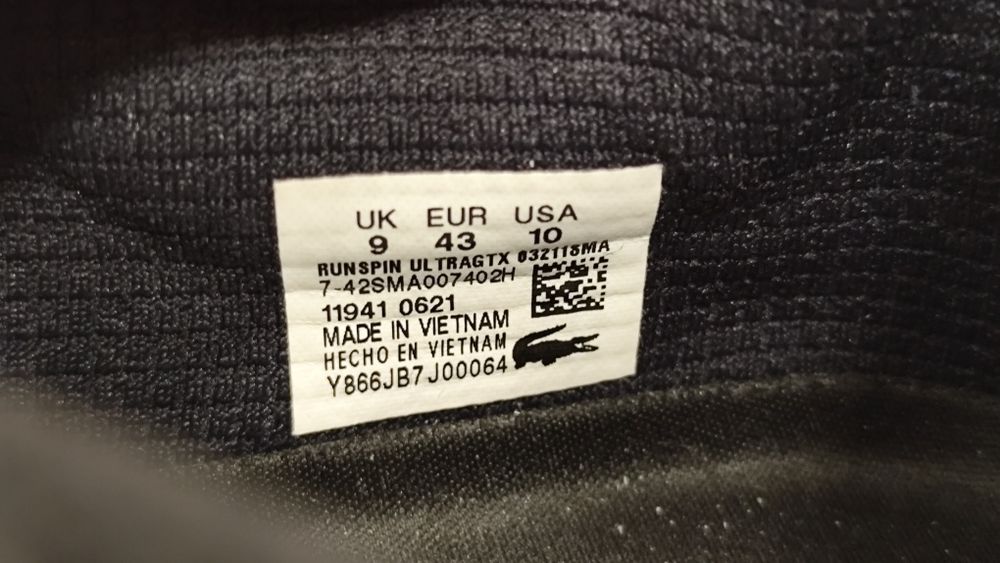 UK EUR USA
9 43 10
RUNSPIN ULTRAGTX 032118MA
7-42SMA007402H
11941 0621
MADE IN VIETNAM
HECHO EN VIETNAM
Y866JB7J00064